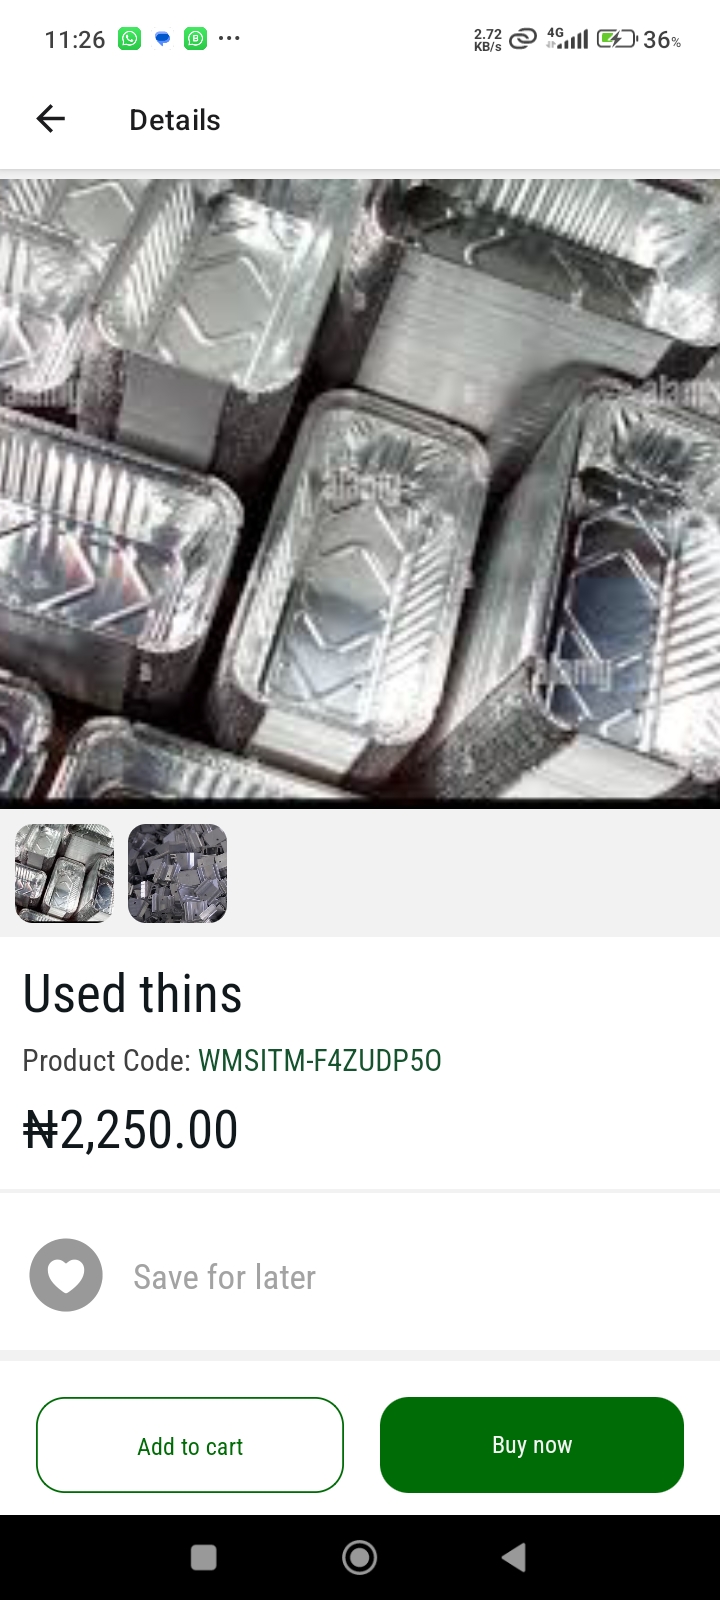 11:26
2.72
KB/s
4G
36%
Details
alamy
alamy
alamy
alamy
Used thins
Product Code: WMSITM-F4ZUDP5O
₦2,250.00
Save for later
Add to cart
Buy now